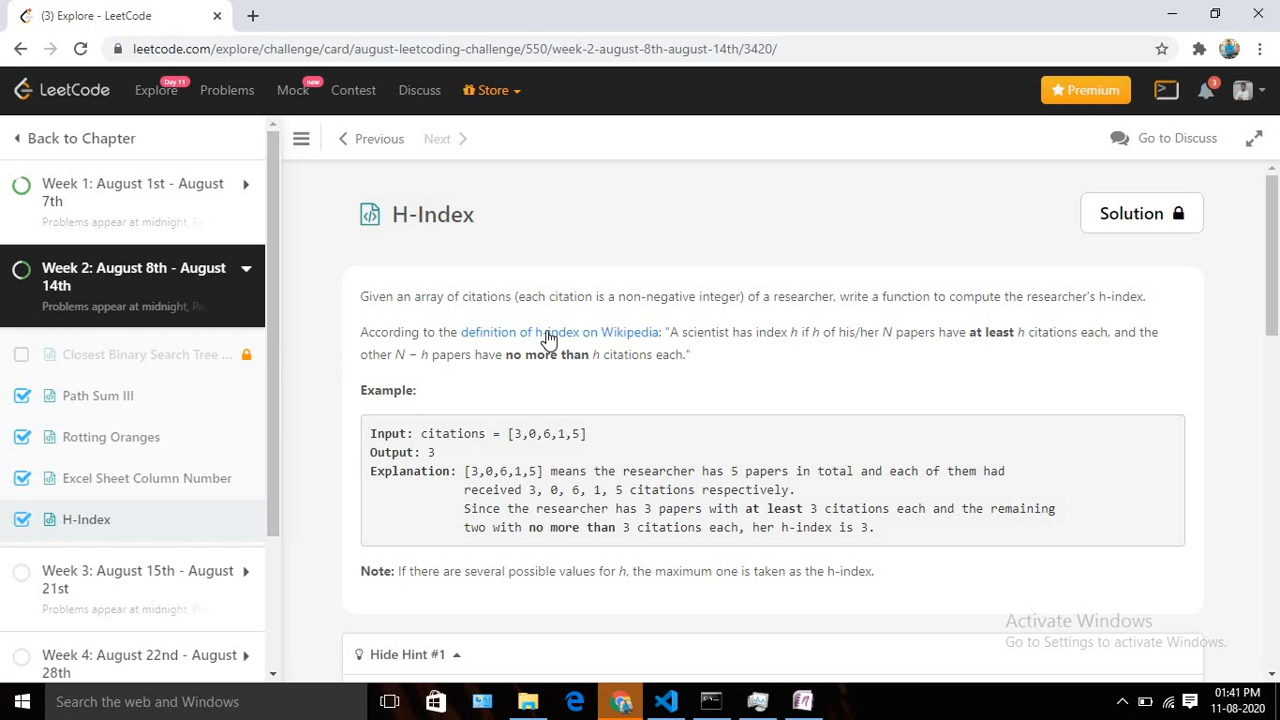 (3) Explore - LeetCode
leetcode.com/explore/challenge/card/august-leetcoding-challenge/550/week-2-august-8th-august-14th/3420/
LeetCode
Explore
Day 11
Problems
Mock
new
Contest
Discuss
Store
Premium
3
Back to Chapter
Previous
Next
Go to Discuss
Week 1: August 1st - August
7th
Problems appear at midnight,
Week 2: August 8th - August
14th
Problems appear at midnight,
Closest Binary Search Tree ...
Path Sum III
Rotting Oranges
Excel Sheet Column Number
H-Index
Week 3: August 15th - August
21st
Problems appear at midnight,
Week 4: August 22nd - August
28th
H-Index
Solution
Given an array of citations (each citation is a non-negative integer) of a researcher, write a function to compute the researcher's h-index.
According to the definition of h-index on Wikipedia: "A scientist has index h if h of his/her N papers have at least h citations each, and the
other N − h papers have no more than h citations each."
Example:
Input: citations = [3,0,6,1,5]
Output: 3
Explanation: [3,0,6,1,5] means the researcher has 5 papers in total and each of them had
received 3, 0, 6, 1, 5 citations respectively.
Since the researcher has 3 papers with at least 3 citations each and the remaining
two with no more than 3 citations each, her h-index is 3.
Note: If there are several possible values for h, the maximum one is taken as the h-index.
Hide Hint #1
Activate Windows
Go to Settings to activate Windows.
Search the web and Windows
01:41 PM
11-08-2020